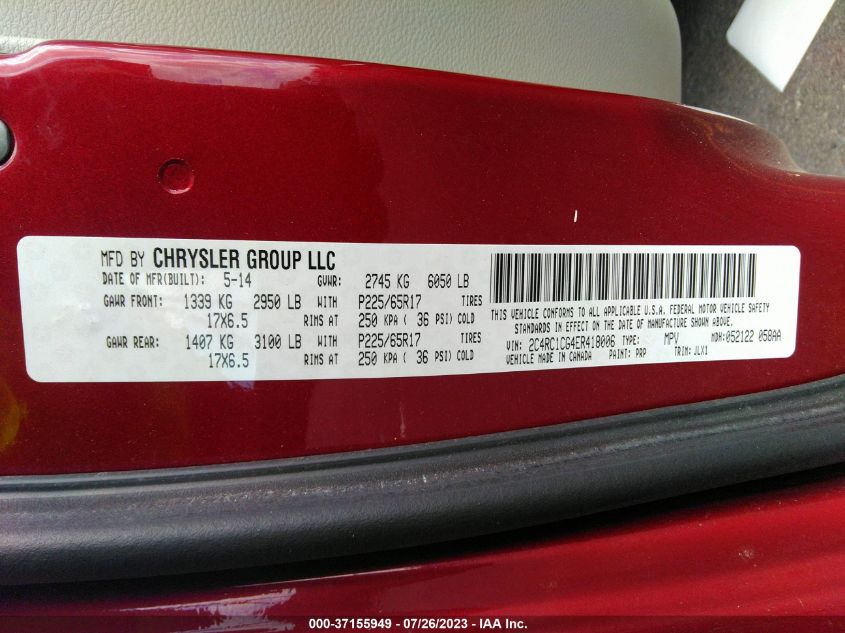 MFD BY CHRYSLER GROUP LLC
DATE OF MFR(BUILT): 5-14 GVWR: 2745 KG 6050 LB
GAWR FRONT: 1339 KG 2950 LB WITH P225/65R17 TIRES
17X6.5 RIMS AT 250 KPA ( 36 PSI) COLD
GAWR REAR: 1407 KG 3100 LB WITH P225/65R17 TIRES
17X6.5 RIMS AT 250 KPA ( 36 PSI) COLD
THIS VEHICLE CONFORMS TO ALL APPLICABLE U.S.A. FEDERAL MOTOR VEHICLE SAFETY
STANDARDS IN EFFECT ON THE DATE OF MANUFACTURE SHOWN ABOVE.
VIN: 2C4RC1CG4ER418006 TYPE: MPV MDH: 052122 058AA
VEHICLE MADE IN CANADA PAINT: PRP TRIM: JLX1
000-37155949 - 07/26/2023 - IAA Inc.